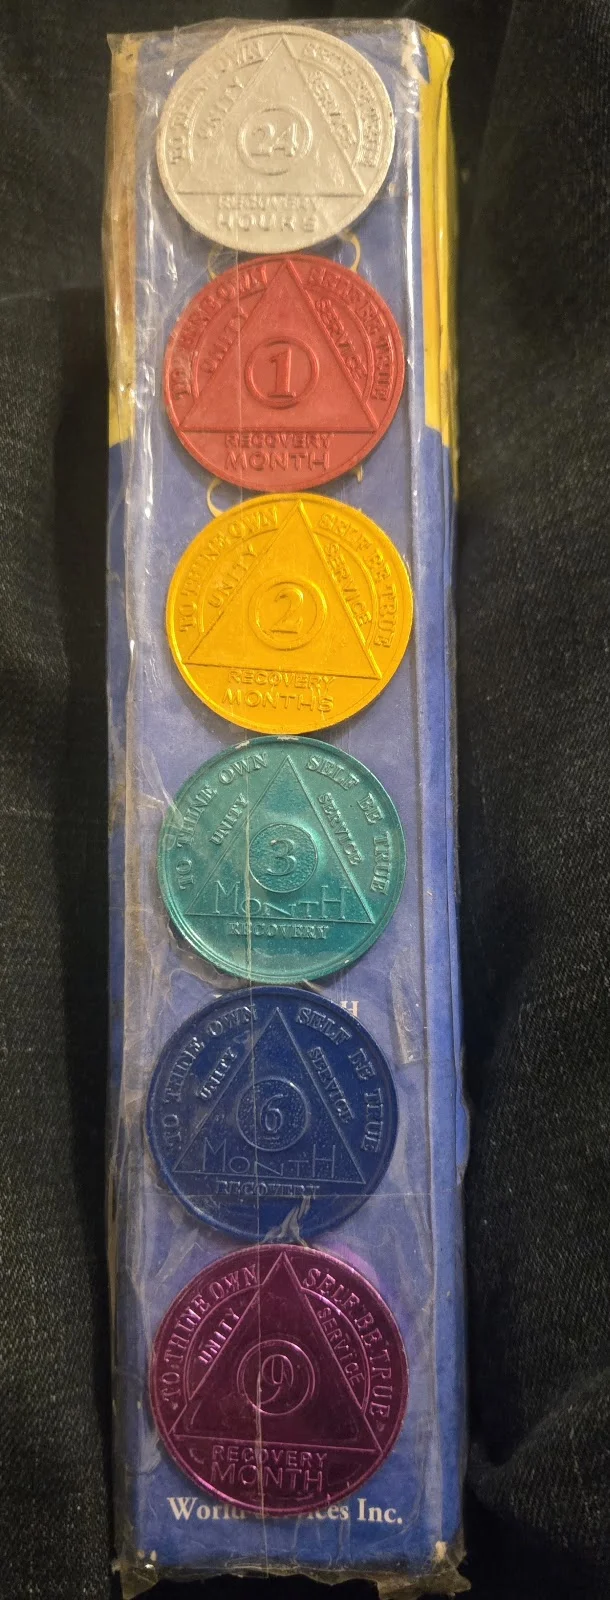 TO THINE OWN SELF BE TRUE
UNITY SERVICE
24
RECOVERY
HOURS
TO THINE OWN SELF BE TRUE
UNITY SERVICE
1
RECOVERY
MONTH
TO THINE OWN SELF BE TRUE
UNITY SERVICE
2
RECOVERY
MONTHS
TO THINE OWN SELF BE TRUE
UNITY SERVICE
3
MONTH
RECOVERY
H
TO THINE OWN SELF BE TRUE
UNITY SERVICE
6
MONTH
RECOVERY
TO THINE OWN SELF BE TRUE
UNITY SERVICE
9
RECOVERY
MONTH
World ices Inc.